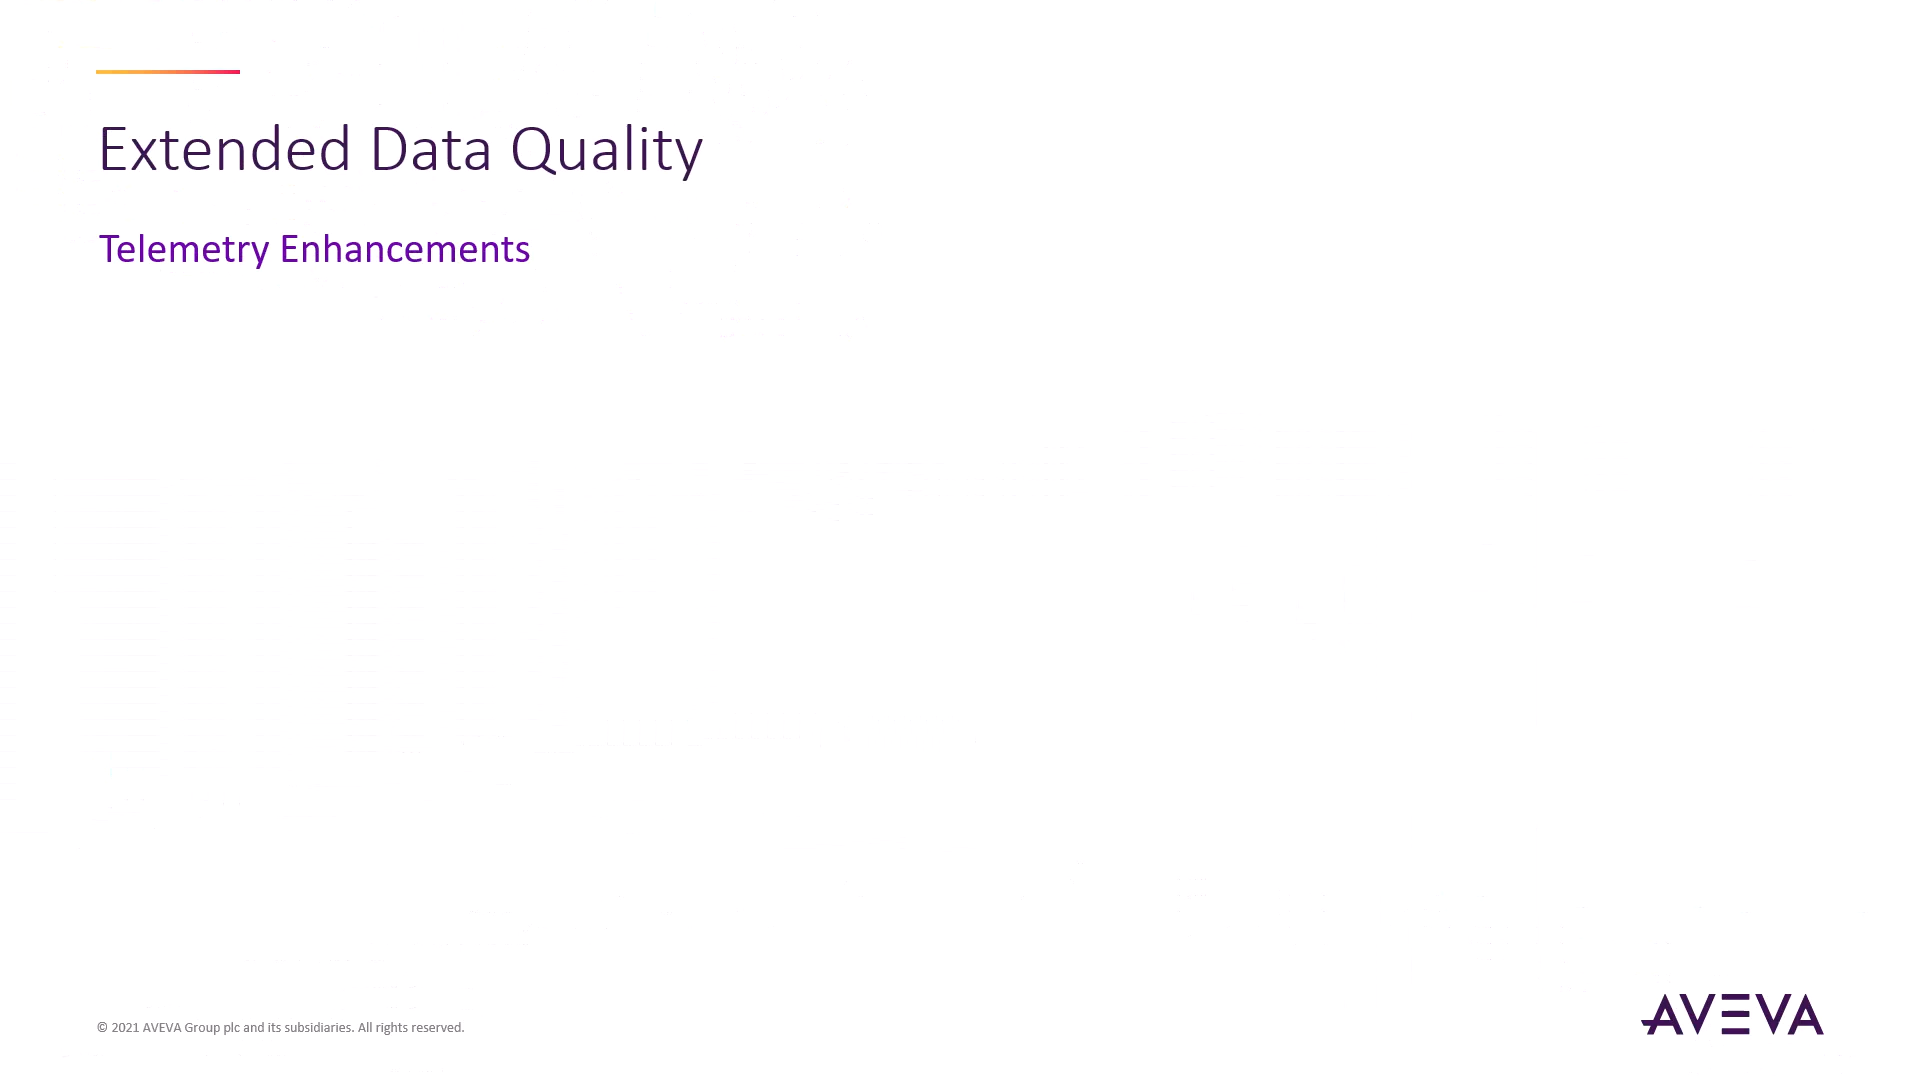 Extended Data Quality
Telemetry Enhancements
© 2021 AVEVA Group plc and its subsidiaries. All rights reserved.
AVEVA